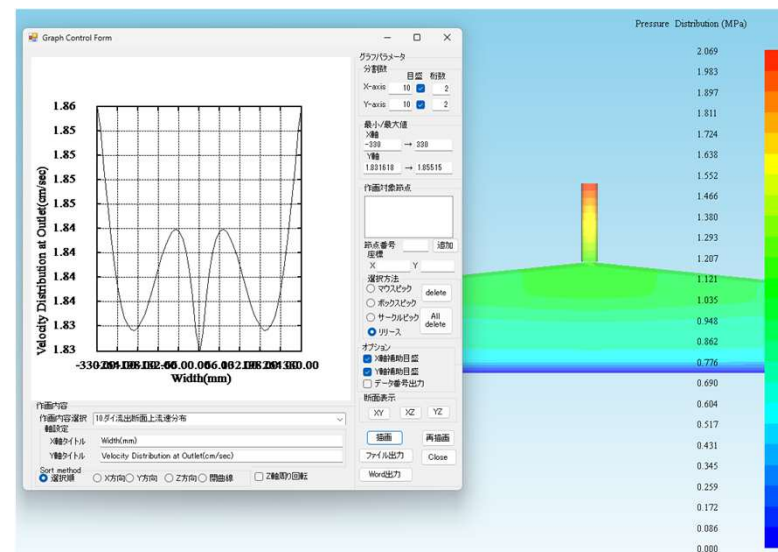 Graph Control Form
1.86
1.85
1.85
1.85
1.84
1.84
1.84
1.84
1.83
1.83
Velocity Distribution at Outlet(cm/sec)
Width(mm)
作画内容
作画内容選択 10ダイ流出断面上流速分布
軸設定
X軸タイトル Width(mm)
Y軸タイトル Velocity Distribution at Outlet(cm/sec)
Sort method
選択順 X方向 Y方向 Z方向 閉曲線 Z軸周り回転
グラフパラメータ
分割数
目盛 桁数
X-axis 10 2
Y-axis 10 2
最小/最大値
X軸
-330 → 330
Y軸
1.831618 → 1.85515
作画対象節点
節点番号 追加
座標
X Y
選択方法
マウスピック
delete
ボックスピック
サークルピック
All delete
リリース
オプション
X軸補助目盛
Y軸補助目盛
データ番号出力
断面表示
XY XZ YZ
描画 再描画
ファイル出力 Close
Word出力
Pressure Distribution (MPa)
2.069
1.983
1.897
1.811
1.724
1.638
1.552
1.466
1.380
1.293
1.207
1.121
1.035
0.948
0.862
0.776
0.690
0.604
0.517
0.431
0.345
0.259
0.172
0.086
0.000